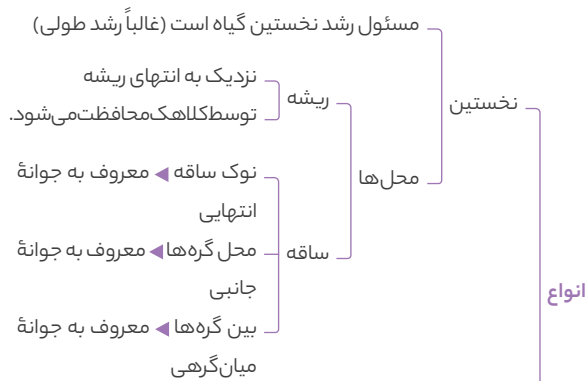 انواع
نخستین
مسئول رشد نخستین گیاه است (غالباً رشد طولی)
محل‌ها
ریشه
نزدیک به انتهای ریشه
توسط کلاهک محافظت می‌شود.
ساقه
نوک ساقه ◀ معروف به جوانهٔ
انتهایی
محل گره‌ها ◀ معروف به جوانهٔ
جانبی
بین گره‌ها ◀ معروف به جوانهٔ
میان‌گرهی